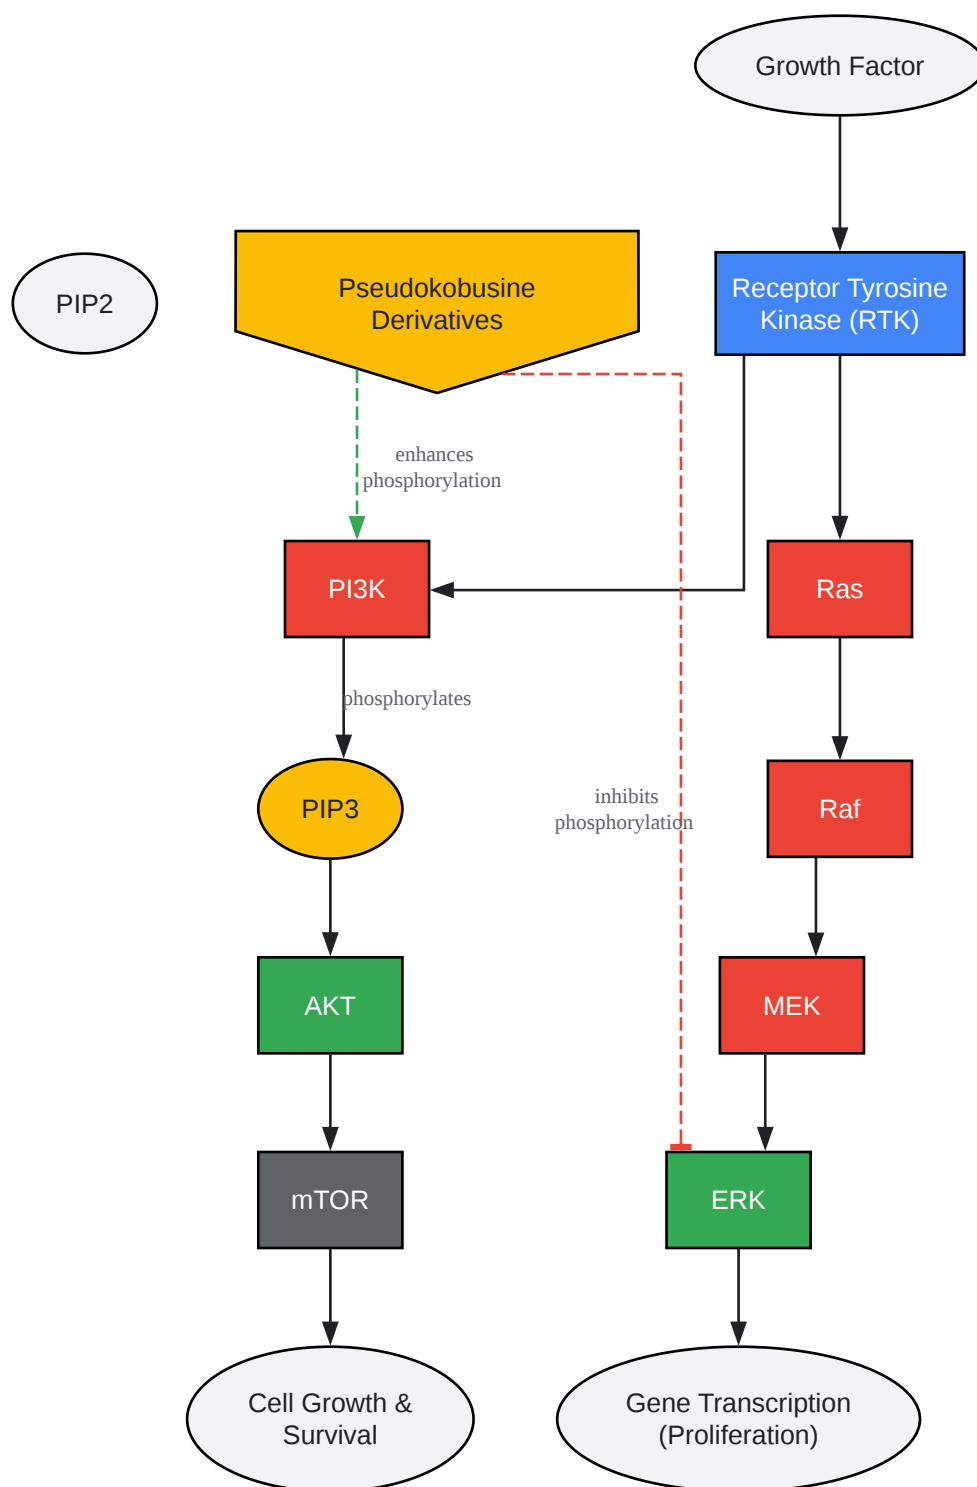 Growth Factor
PIP2
Pseudokobusine
Derivatives
Receptor Tyrosine
Kinase (RTK)
enhances
phosphorylation
PI3K
Ras
phosphorylates
PIP3
inhibits
phosphorylation
Raf
AKT
MEK
mTOR
ERK
Cell Growth &
Survival
Gene Transcription
(Proliferation)